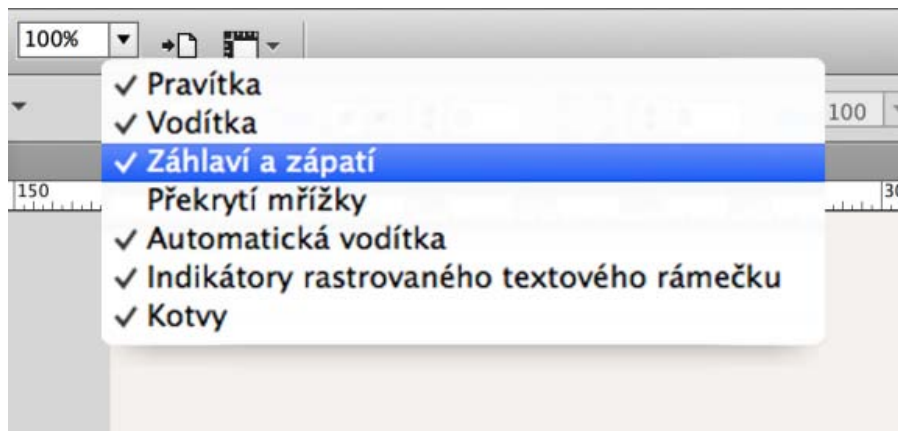 100%
Pravítka
Vodítka
100
Záhlaví a zápatí
150
Překrytí mřížky
Automatická vodítka
Indikátory rastrovaného textového rámečku
Kotvy